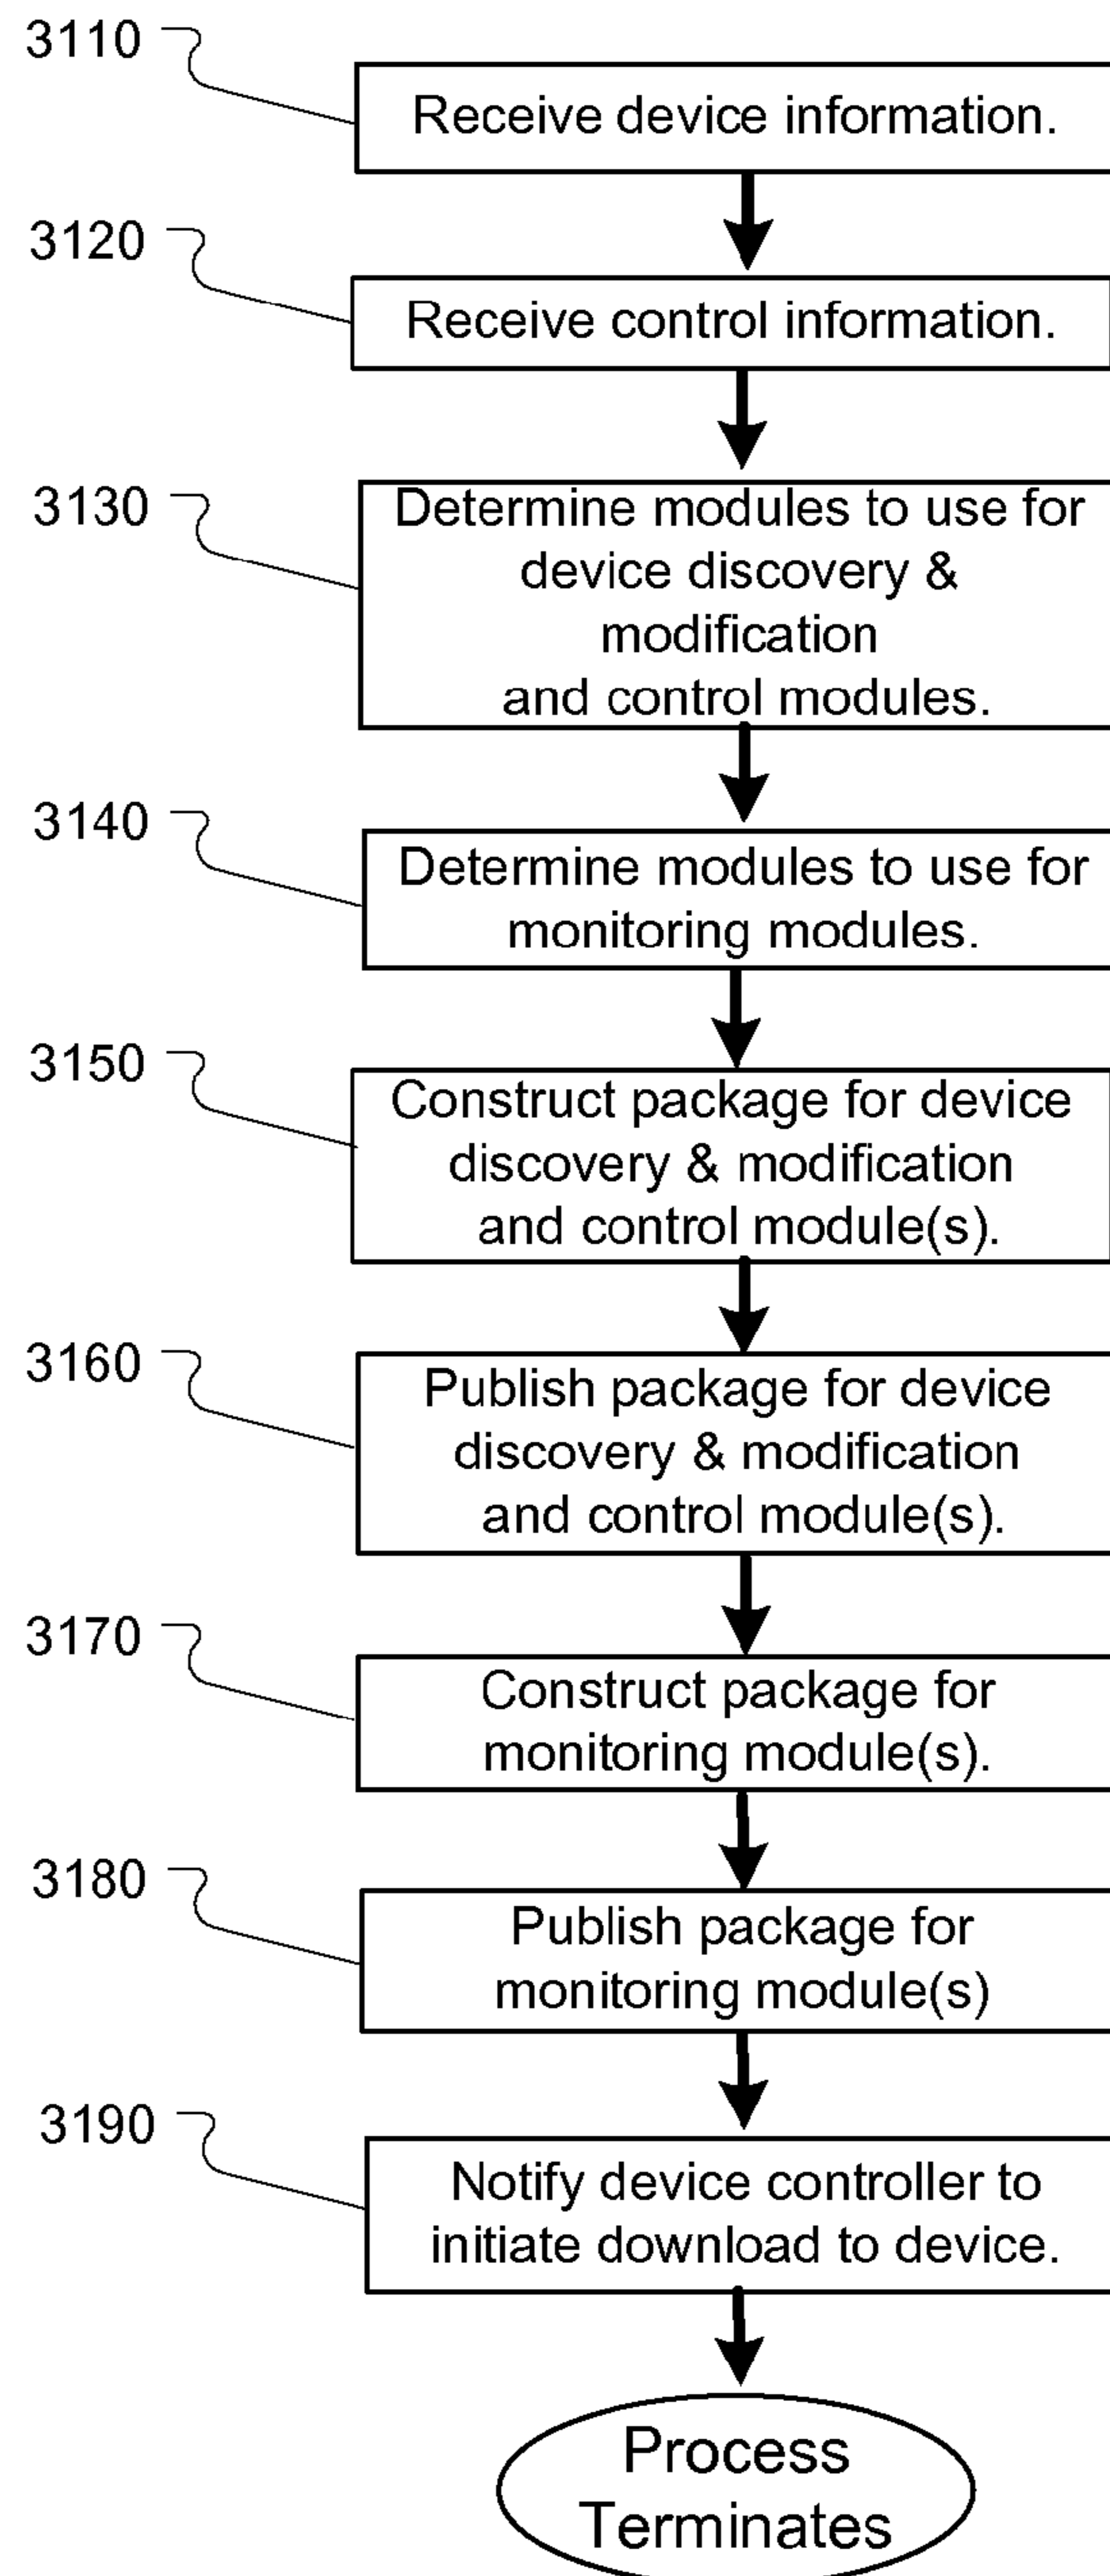 3110
Receive device information.
3120
Receive control information.
3130
Determine modules to use for
device discovery &
modification
and control modules.
3140
Determine modules to use for
monitoring modules.
3150
Construct package for device
discovery & modification
and control module(s).
3160
Publish package for device
discovery & modification
and control module(s).
3170
Construct package for
monitoring module(s).
3180
Publish package for
monitoring module(s)
3190
Notify device controller to
initiate download to device.
Process
Terminates